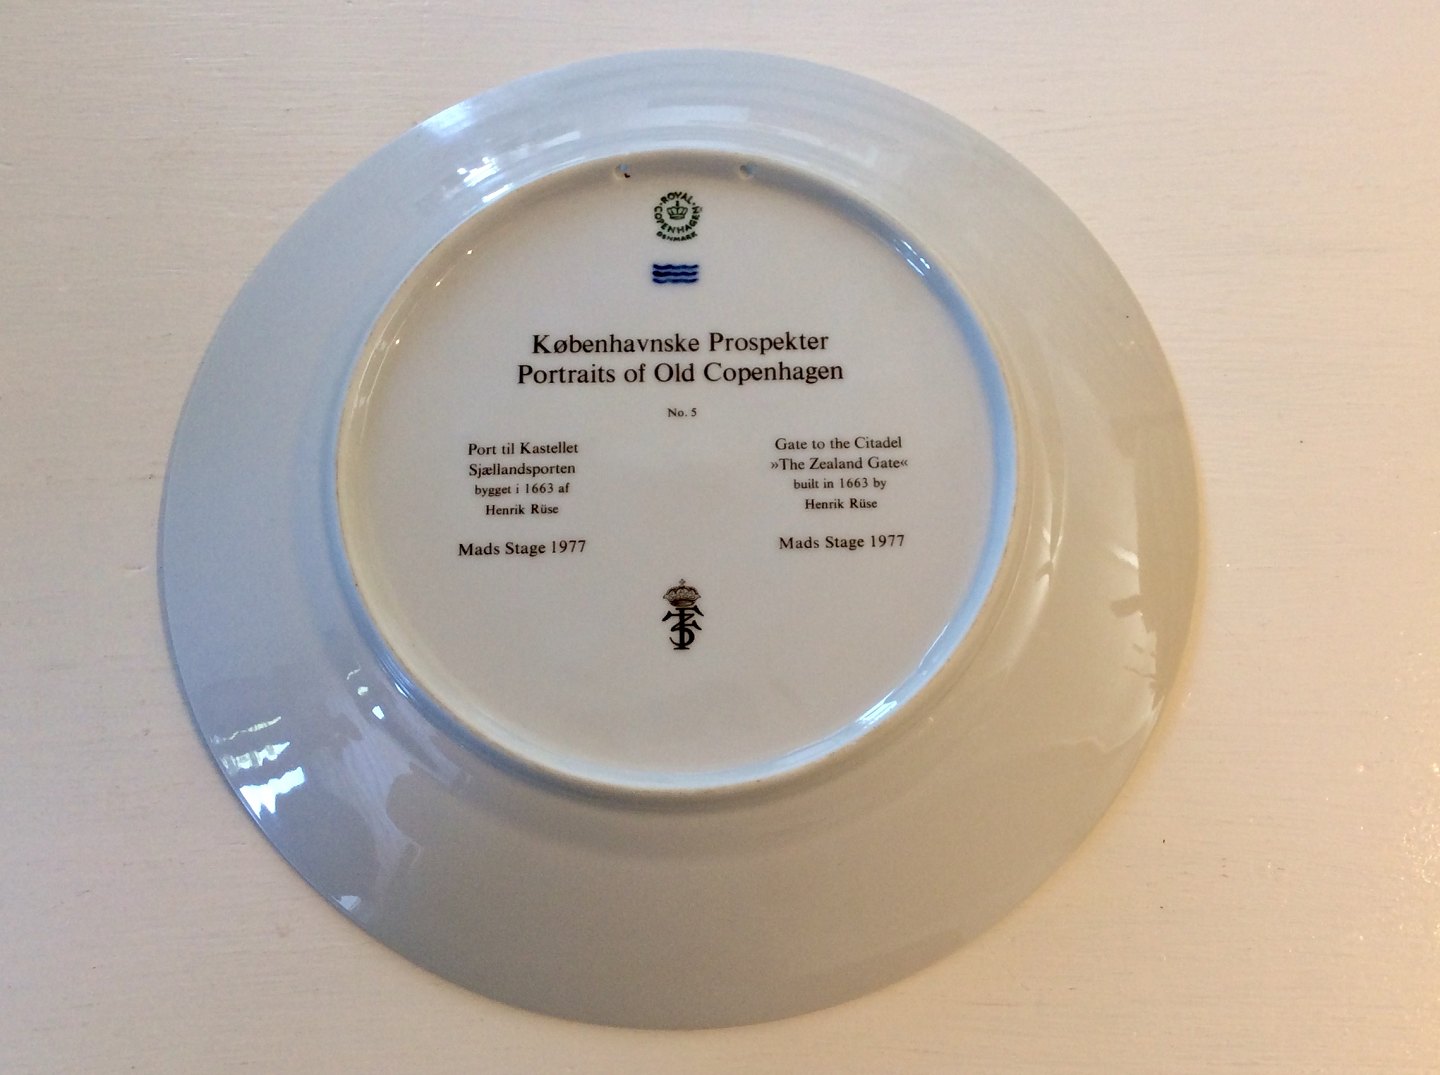 ROYAL
COPENHAGEN
DENMARK
Københavnske Prospekter
Portraits of Old Copenhagen
No. 5
Port til Kastellet
Sjællandsporten
bygget i 1663 af
Henrik Rüse
Mads Stage 1977
Gate to the Citadel
»The Zealand Gate«
built in 1663 by
Henrik Rüse
Mads Stage 1977